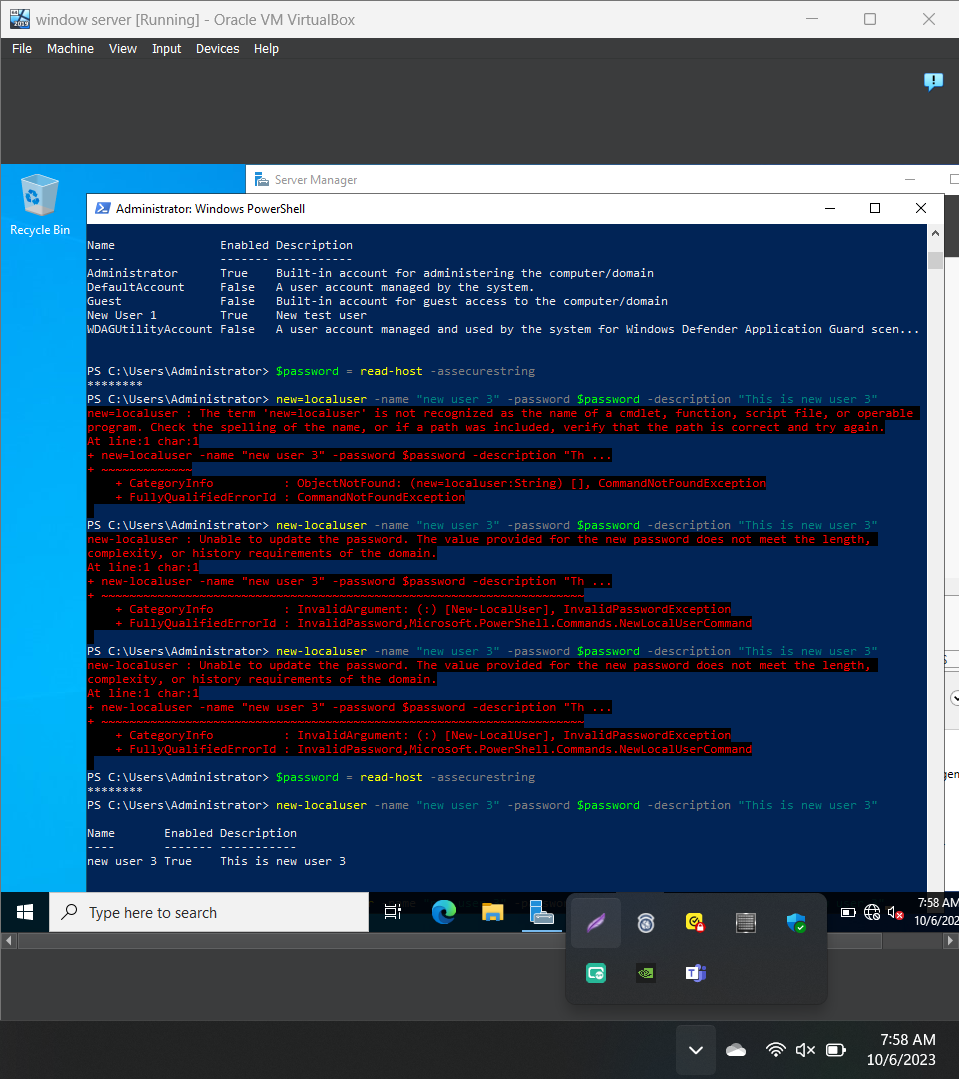 window server [Running] - Oracle VM VirtualBox
File Machine View Input Devices Help
Server Manager
Recycle Bin
Administrator: Windows PowerShell
Name Enabled Description
---- ------- -----------
Administrator True Built-in account for administering the computer/domain
DefaultAccount False A user account managed by the system.
Guest False Built-in account for guest access to the computer/domain
New User 1 True New test user
WDAGUtilityAccount False A user account managed and used by the system for Windows Defender Application Guard scen...
PS C:\Users\Administrator> $password = read-host -assecurestring
********
PS C:\Users\Administrator> new=localuser -name "new user 3" -password $password -description "This is new user 3"
new=localuser : The term 'new=localuser' is not recognized as the name of a cmdlet, function, script file, or operable
program. Check the spelling of the name, or if a path was included, verify that the path is correct and try again.
At line:1 char:1
+ new=localuser -name "new user 3" -password $password -description "Th ...
+ ~~~~~~~~~~~~~
+ CategoryInfo : ObjectNotFound: (new=localuser:String) [], CommandNotFoundException
+ FullyQualifiedErrorId : CommandNotFoundException
PS C:\Users\Administrator> new-localuser -name "new user 3" -password $password -description "This is new user 3"
new-localuser : Unable to update the password. The value provided for the new password does not meet the length,
complexity, or history requirements of the domain.
At line:1 char:1
+ new-localuser -name "new user 3" -password $password -description "Th ...
+ ~~~~~~~~~~~~~~~~~~~~~~~~~~~~~~~~~~~~~~~~~~~~~~~~~~~~~~~~~~~~~~~~~~~~~
+ CategoryInfo : InvalidArgument: (:) [New-LocalUser], InvalidPasswordException
+ FullyQualifiedErrorId : InvalidPassword,Microsoft.PowerShell.Commands.NewLocalUserCommand
PS C:\Users\Administrator> new-localuser -name "new user 3" -password $password -description "This is new user 3"
new-localuser : Unable to update the password. The value provided for the new password does not meet the length,
complexity, or history requirements of the domain.
At line:1 char:1
+ new-localuser -name "new user 3" -password $password -description "Th ...
+ ~~~~~~~~~~~~~~~~~~~~~~~~~~~~~~~~~~~~~~~~~~~~~~~~~~~~~~~~~~~~~~~~~~~~~
+ CategoryInfo : InvalidArgument: (:) [New-LocalUser], InvalidPasswordException
+ FullyQualifiedErrorId : InvalidPassword,Microsoft.PowerShell.Commands.NewLocalUserCommand
PS C:\Users\Administrator> $password = read-host -assecurestring
********
PS C:\Users\Administrator> new-localuser -name "new user 3" -password $password -description "This is new user 3"
Name Enabled Description
---- ------- -----------
new user 3 True This is new user 3
Type here to search
7:58 AM
10/6/202
7:58 AM
10/6/2023